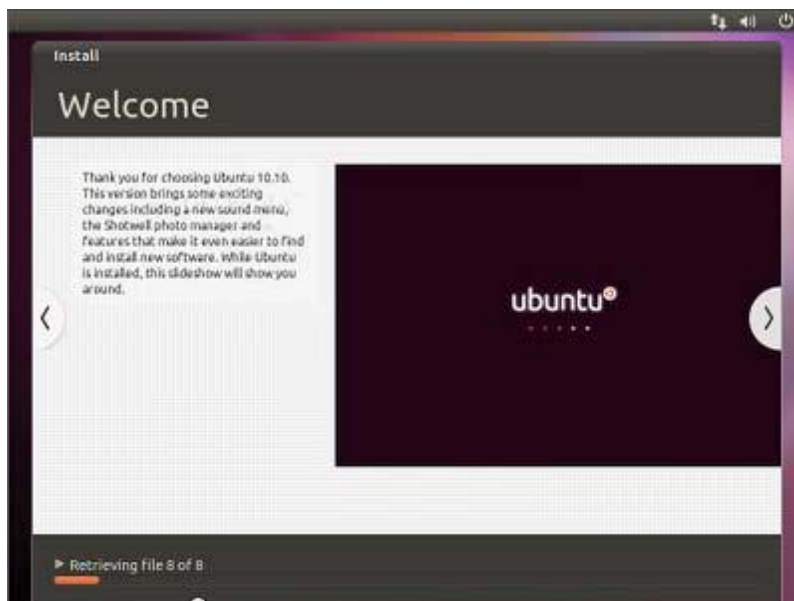 Install
Welcome
Thank you for choosing Ubuntu 10.10.
This version brings some exciting
changes including a new sound menu,
the Shotwell photo manager and
features that make it even easier to find
and install new software. While Ubuntu
is installed, this slideshow will show you
around.
ubuntu
Retrieving file 8 of 8